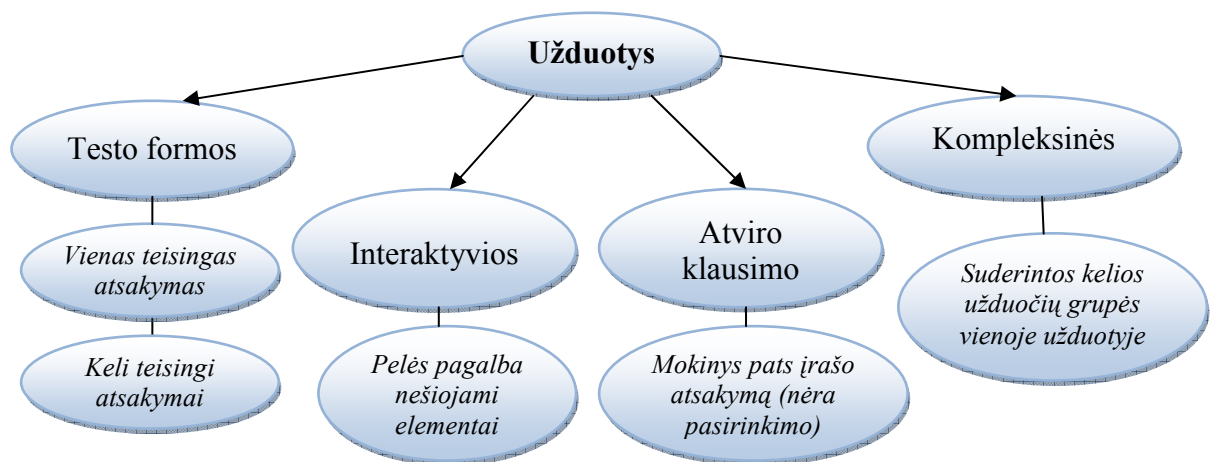 Užduotys
Testo formos
Vienas teisingas
atsakymas
Keli teisingi
atsakymai
Interaktyvios
Pelės pagalba
nešiojami
elementai
Atviro
klausimo
Mokinys pats įrašo
atsakymą (nėra
pasirinkimo)
Kompleksinės
Suderintos kelios
užduočių grupės
vienoje užduotyje